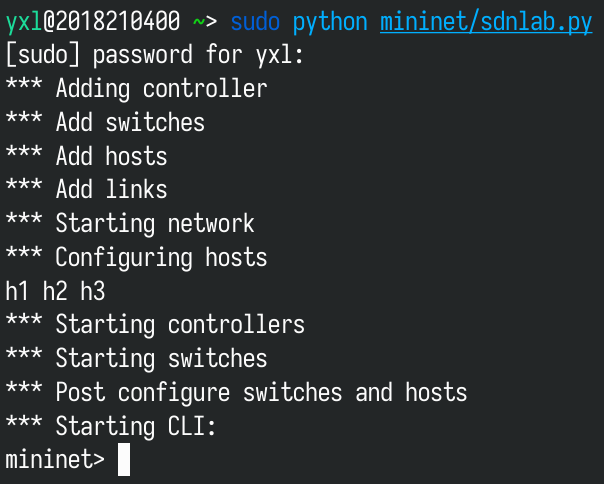 yxl@2018210400 ~> sudo python mininet/sdnlab.py
[sudo] password for yxl:
*** Adding controller
*** Add switches
*** Add hosts
*** Add links
*** Starting network
*** Configuring hosts
h1 h2 h3
*** Starting controllers
*** Starting switches
*** Post configure switches and hosts
*** Starting CLI:
mininet>